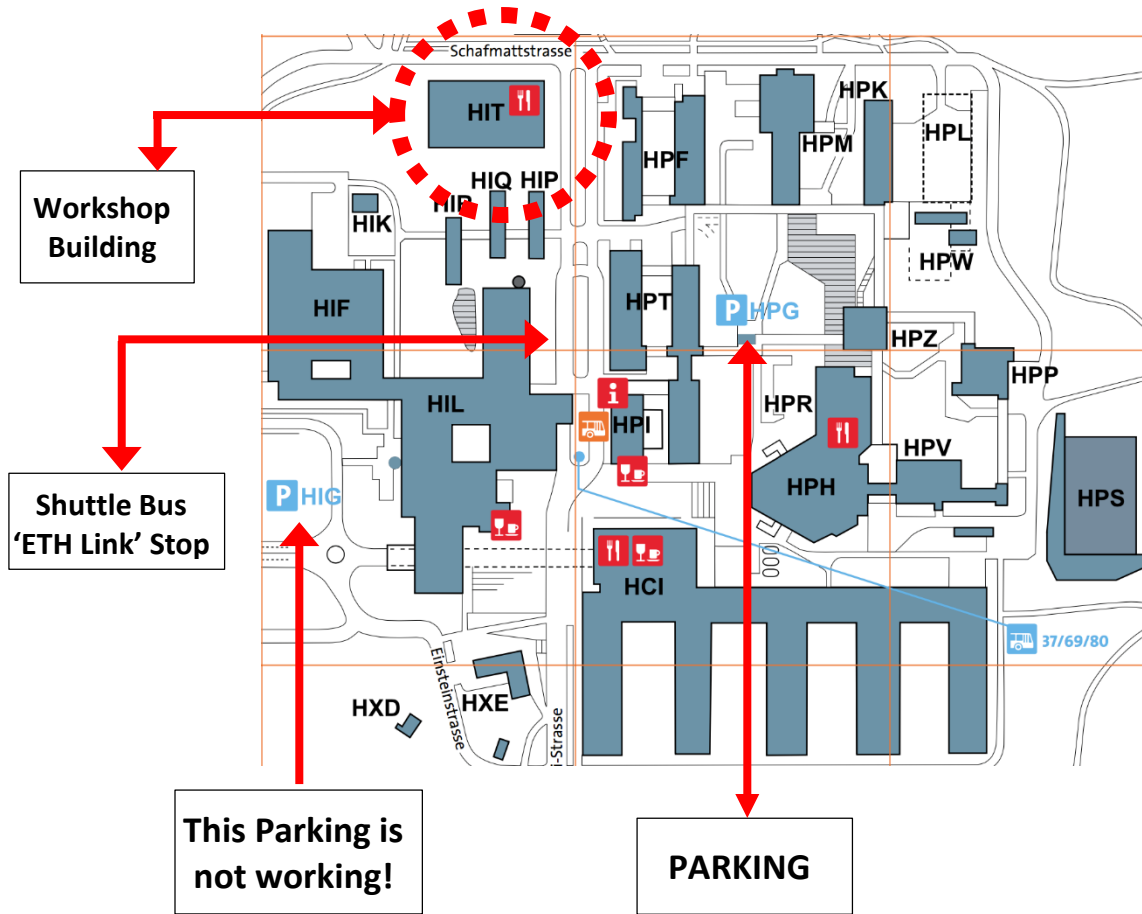 Schafmattstrasse
HIT
HPK
HPL
HPM
HPF
HIQ
HIP
HIR
HIK
Workshop
Building
HPW
HIF
HPT
P HPG
HPZ
HPP
HIL
i
HPI
HPR
HPV
P HIG
HPH
HPS
Shuttle Bus
‘ETH Link’ Stop
HCI
37/69/80
Einsteinstrasse
HXD
HXE
i-Strasse
This Parking is
not working!
PARKING